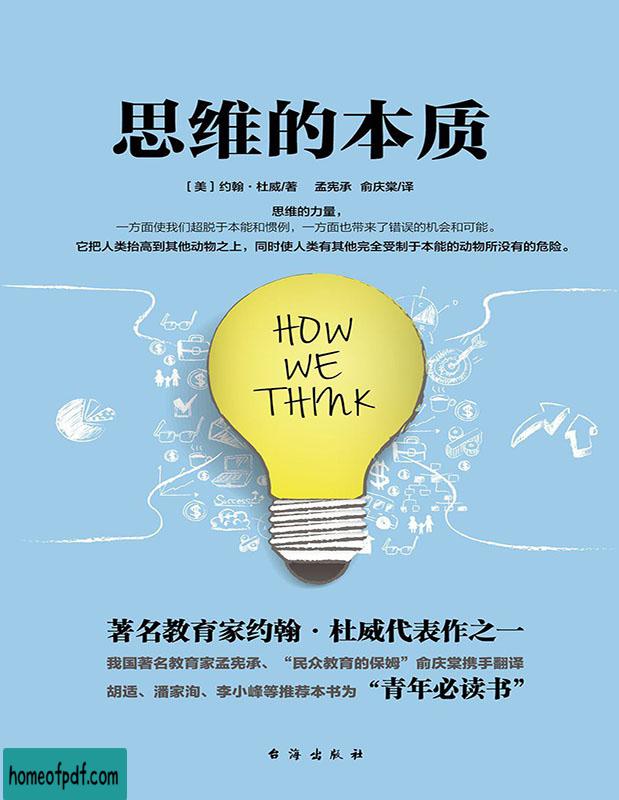 思维的本质
［美］约翰·杜威/著　孟宪承　俞庆棠/译
思维的力量，
一方面使我们超脱于本能和惯例，一方面也带来了错误的机会和可能。
它把人类抬高到其他动物之上，同时使人类有其他完全受制于本能的动物所没有的危险。
HOW
WE
THINK
Success
著名教育家约翰·杜威代表作之一
我国著名教育家孟宪承、“民众教育的保姆”俞庆棠携手翻译
胡适、潘家洵、李小峰等推荐本书为“青年必读书”
台海出版社
homeofpdf.com